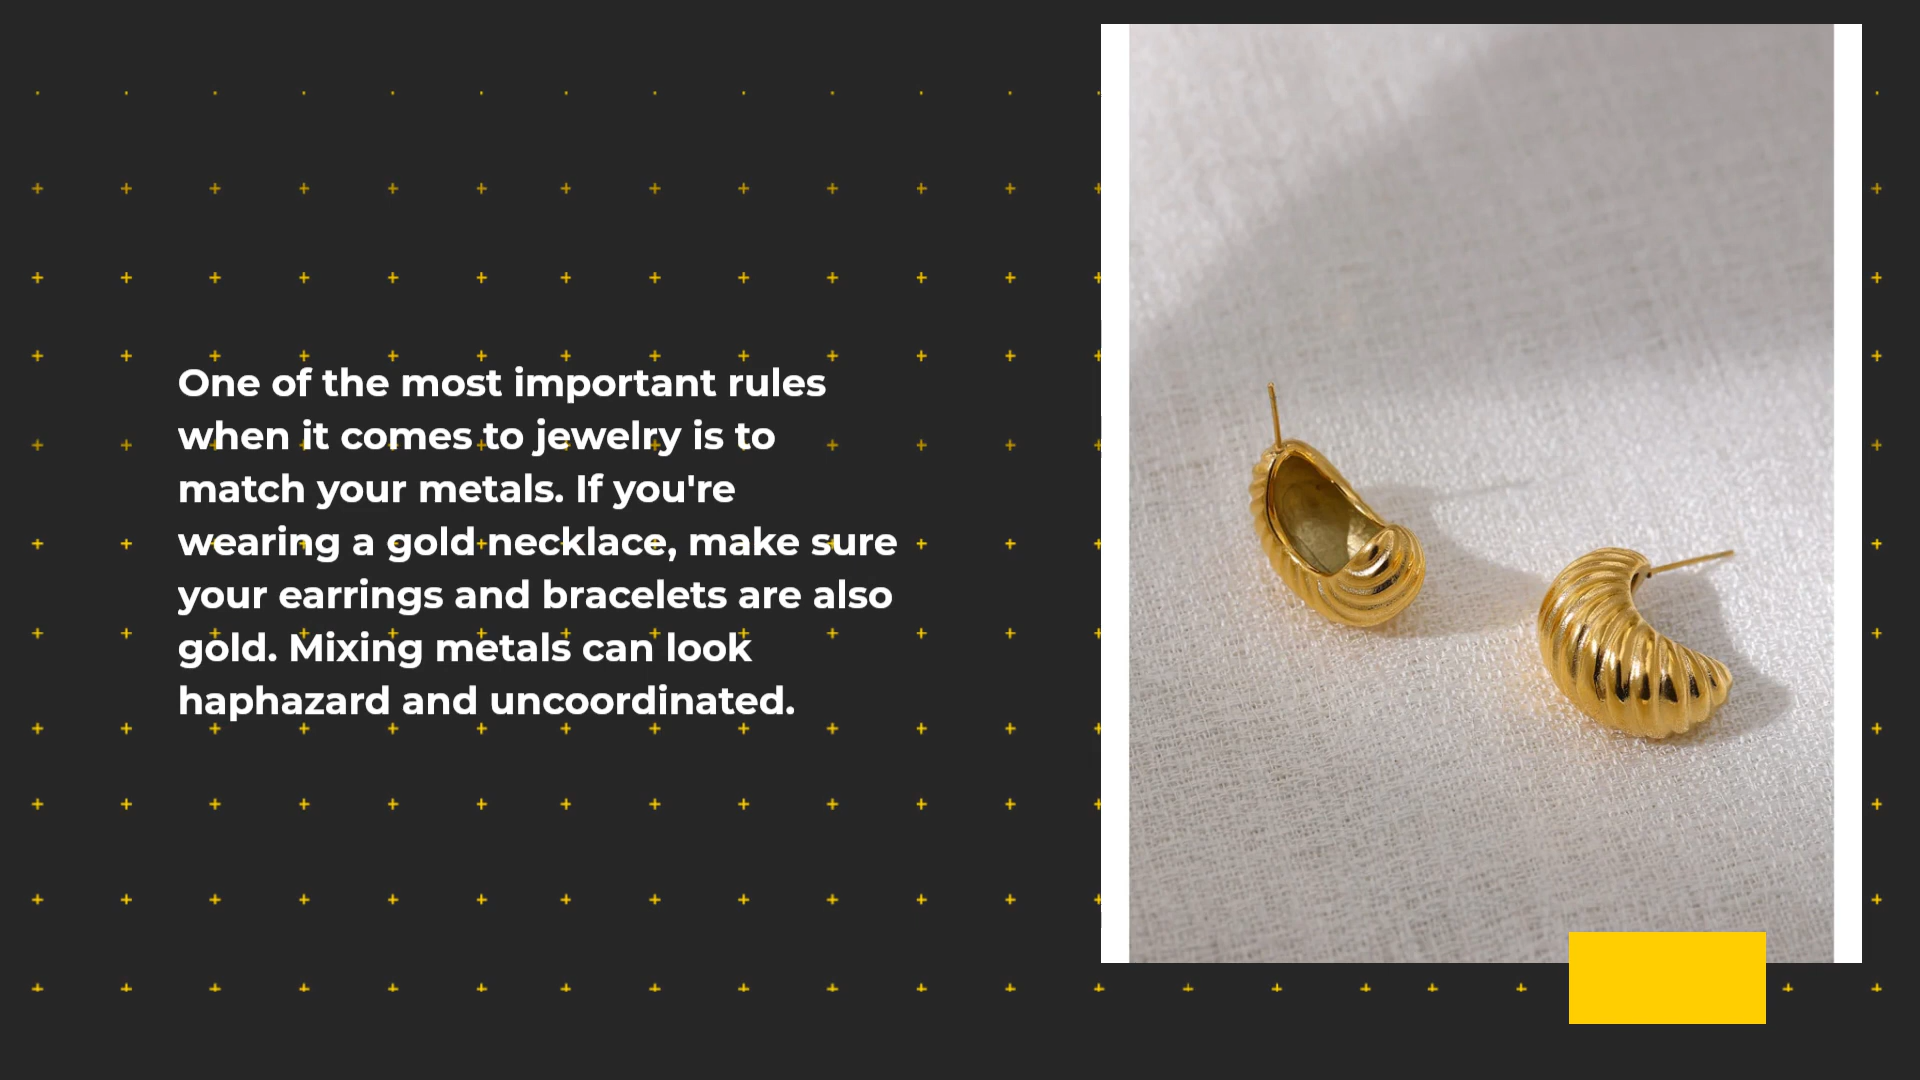 One of the most important rules
when it comes to jewelry is to
match your metals. If you're
wearing a gold necklace, make sure
your earrings and bracelets are also
gold. Mixing metals can look
haphazard and uncoordinated.